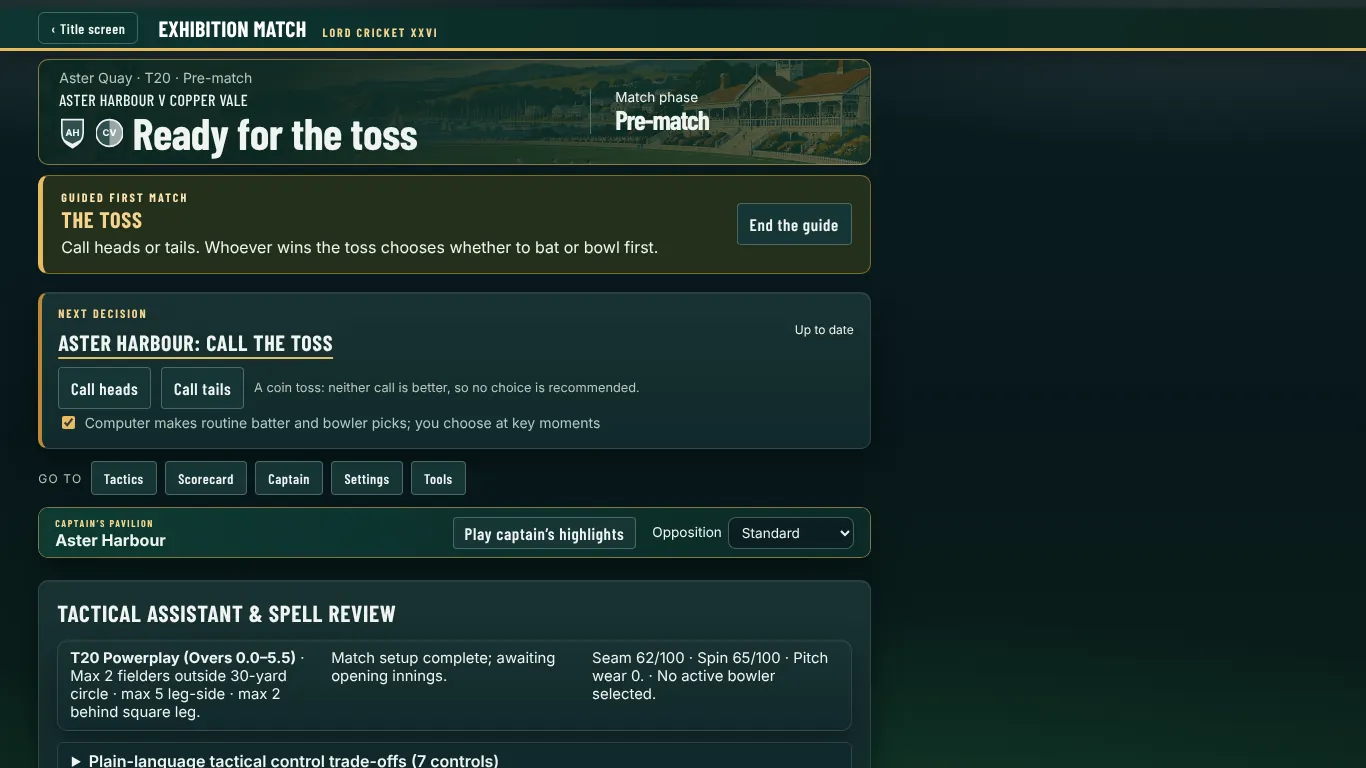 ‹ Title screen
EXHIBITION MATCH
LORD CRICKET XXVI
Aster Quay · T20 · Pre-match
ASTER HARBOUR V COPPER VALE
AH
CV
Ready for the toss
Match phase
Pre-match
GUIDED FIRST MATCH
THE TOSS
Call heads or tails. Whoever wins the toss chooses whether to bat or bowl first.
End the guide
NEXT DECISION
ASTER HARBOUR: CALL THE TOSS
Up to date
Call heads
Call tails
A coin toss: neither call is better, so no choice is recommended.
Computer makes routine batter and bowler picks; you choose at key moments
GO TO
Tactics
Scorecard
Captain
Settings
Tools
CAPTAIN’S PAVILION
Aster Harbour
Play captain’s highlights
Opposition
Standard
TACTICAL ASSISTANT & SPELL REVIEW
T20 Powerplay (Overs 0.0–5.5) ·
Max 2 fielders outside 30-yard
circle · max 5 leg-side · max 2
behind square leg.
Match setup complete; awaiting
opening innings.
Seam 62/100 · Spin 65/100 · Pitch
wear 0. · No active bowler
selected.
Plain-language tactical control trade-offs (7 controls)